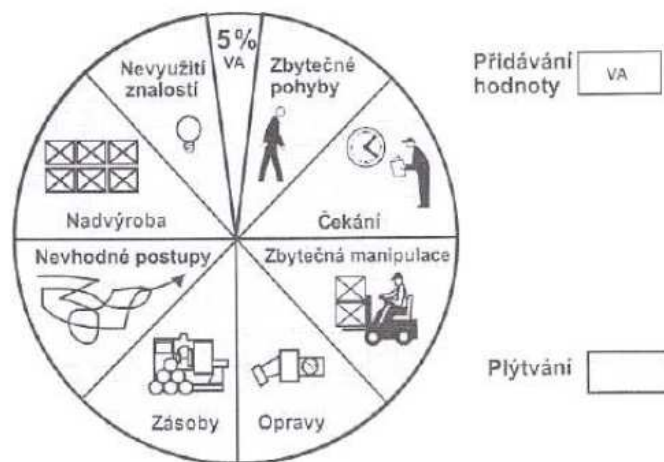 5%
VA
Nevyužití
znalostí
Zbytečné
pohyby
Nadvýroba
Čekání
Nevhodné postupy
Zbytečná manipulace
Zásoby
Opravy
Přidávání
hodnoty
VA
Plýtvání